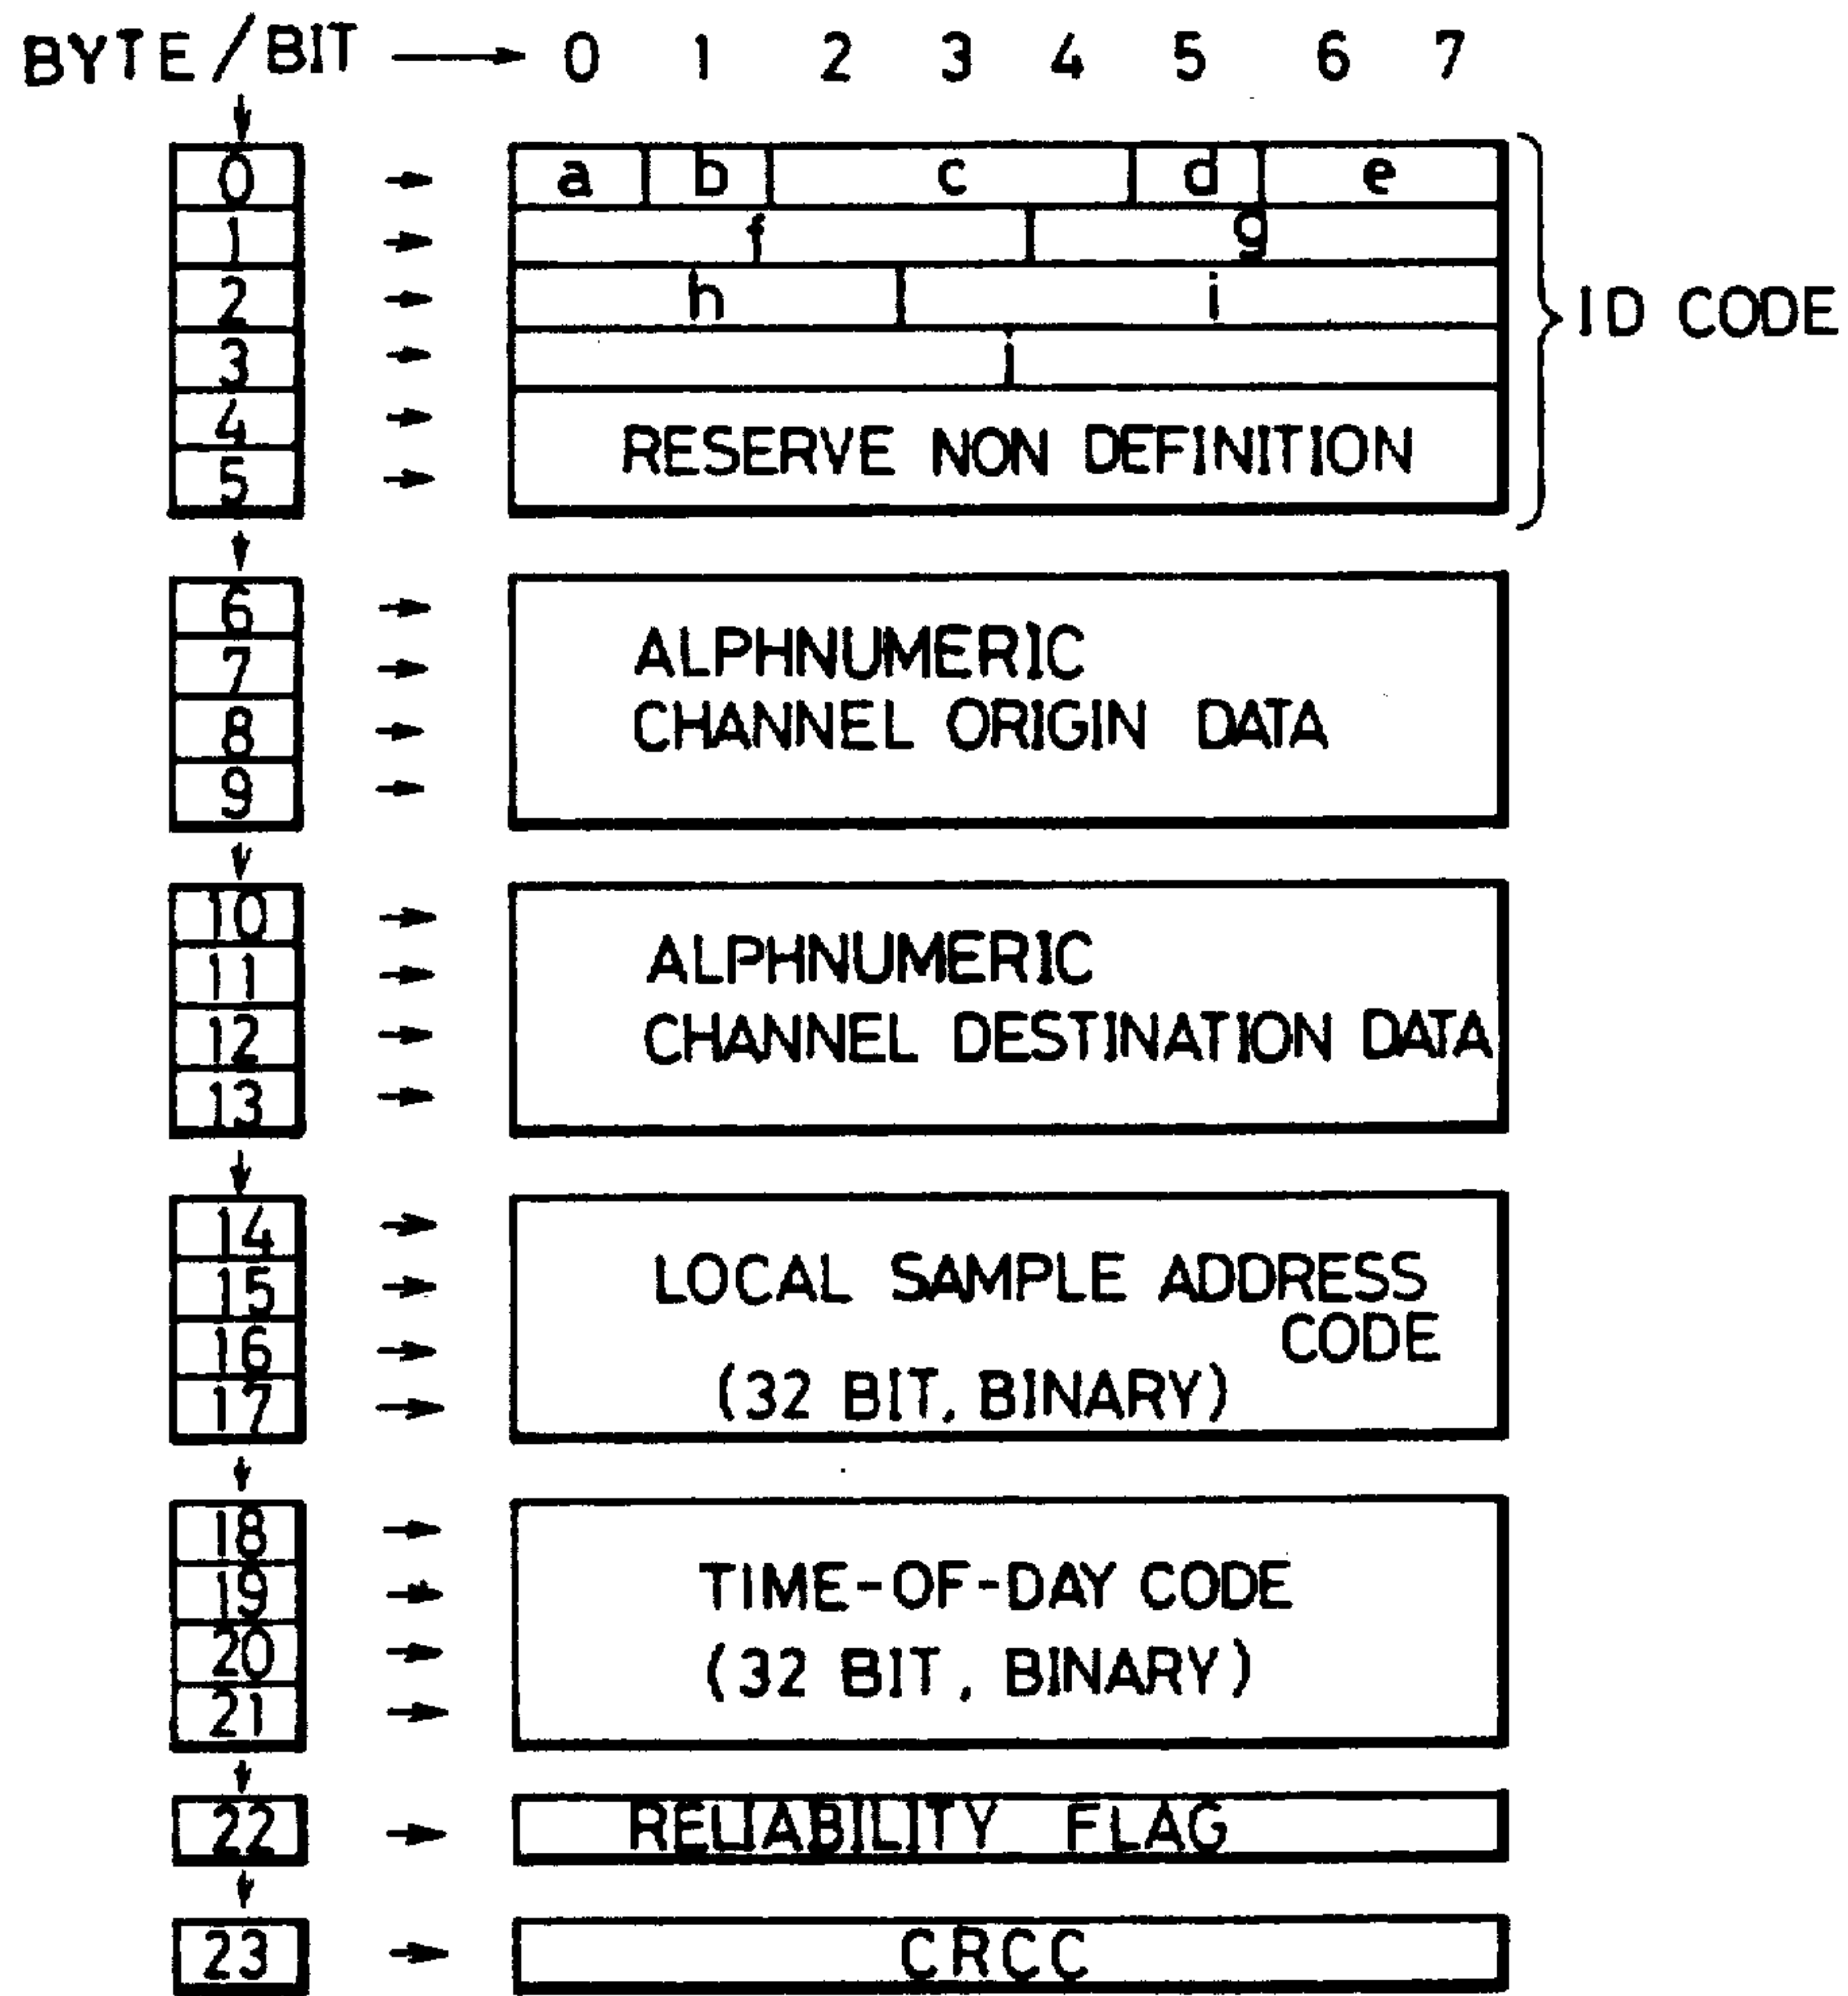 BYTE/BIT 0 1 2 3 4 5 6 7
0 a b c d e
1 f g
2 h i
3 j
ID CODE
4
RESERVE NON DEFINITION
5
6
7
8
9
ALPHNUMERIC
CHANNEL ORIGIN DATA
10
11
12
13
ALPHNUMERIC
CHANNEL DESTINATION DATA
14
15
16
17
LOCAL SAMPLE ADDRESS
CODE
(32 BIT, BINARY)
18
19
20
21
TIME-OF-DAY CODE
(32 BIT, BINARY)
22 RELIABILITY FLAG
23 CRCC